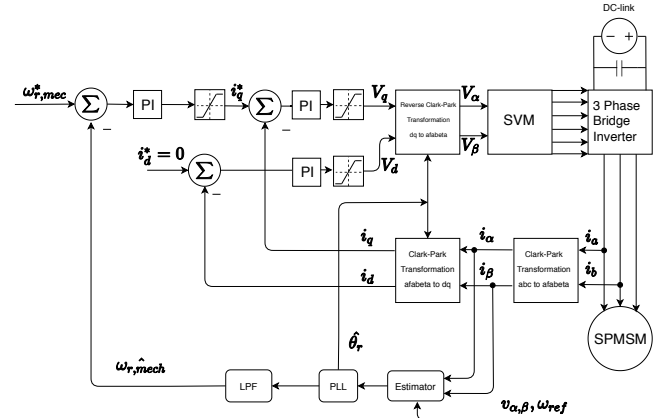 DC-link
− +
ω*r,mec
Σ
PI
i*q
Σ
PI
Vq
Reverse Clark-Park
Transformation
dq to afabeta
Vα
Vβ
SVM
3 Phase
Bridge
Inverter
−
−
i*d = 0
Σ
PI
Vd
−
iq
id
Clark-Park
Transformation
afabeta to dq
iα
iβ
Clark-Park
Transformation
abc to afabeta
ia
ib
SPMSM
θ̂r
ω̂r,mech
LPF
PLL
Estimator
vα,β, ωref